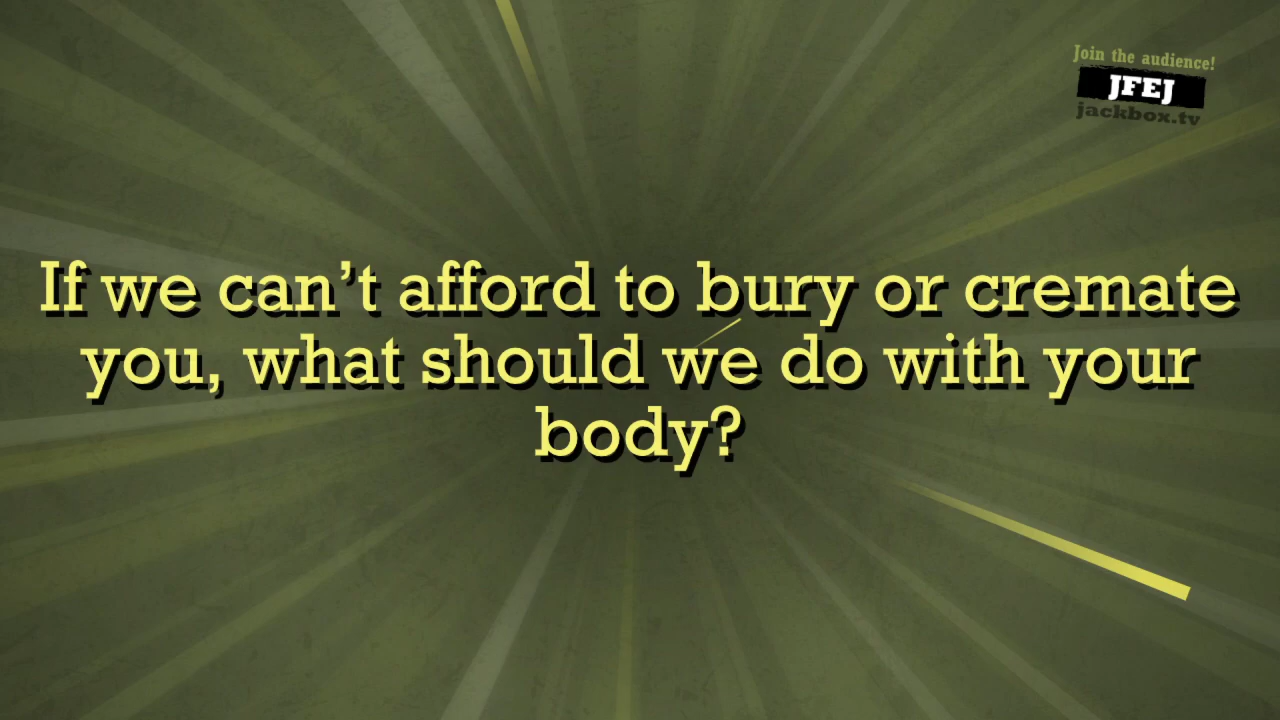 Join the audience!
JFEJ
jackbox.tv
If we can’t afford to bury or cremate
you, what should we do with your
body?